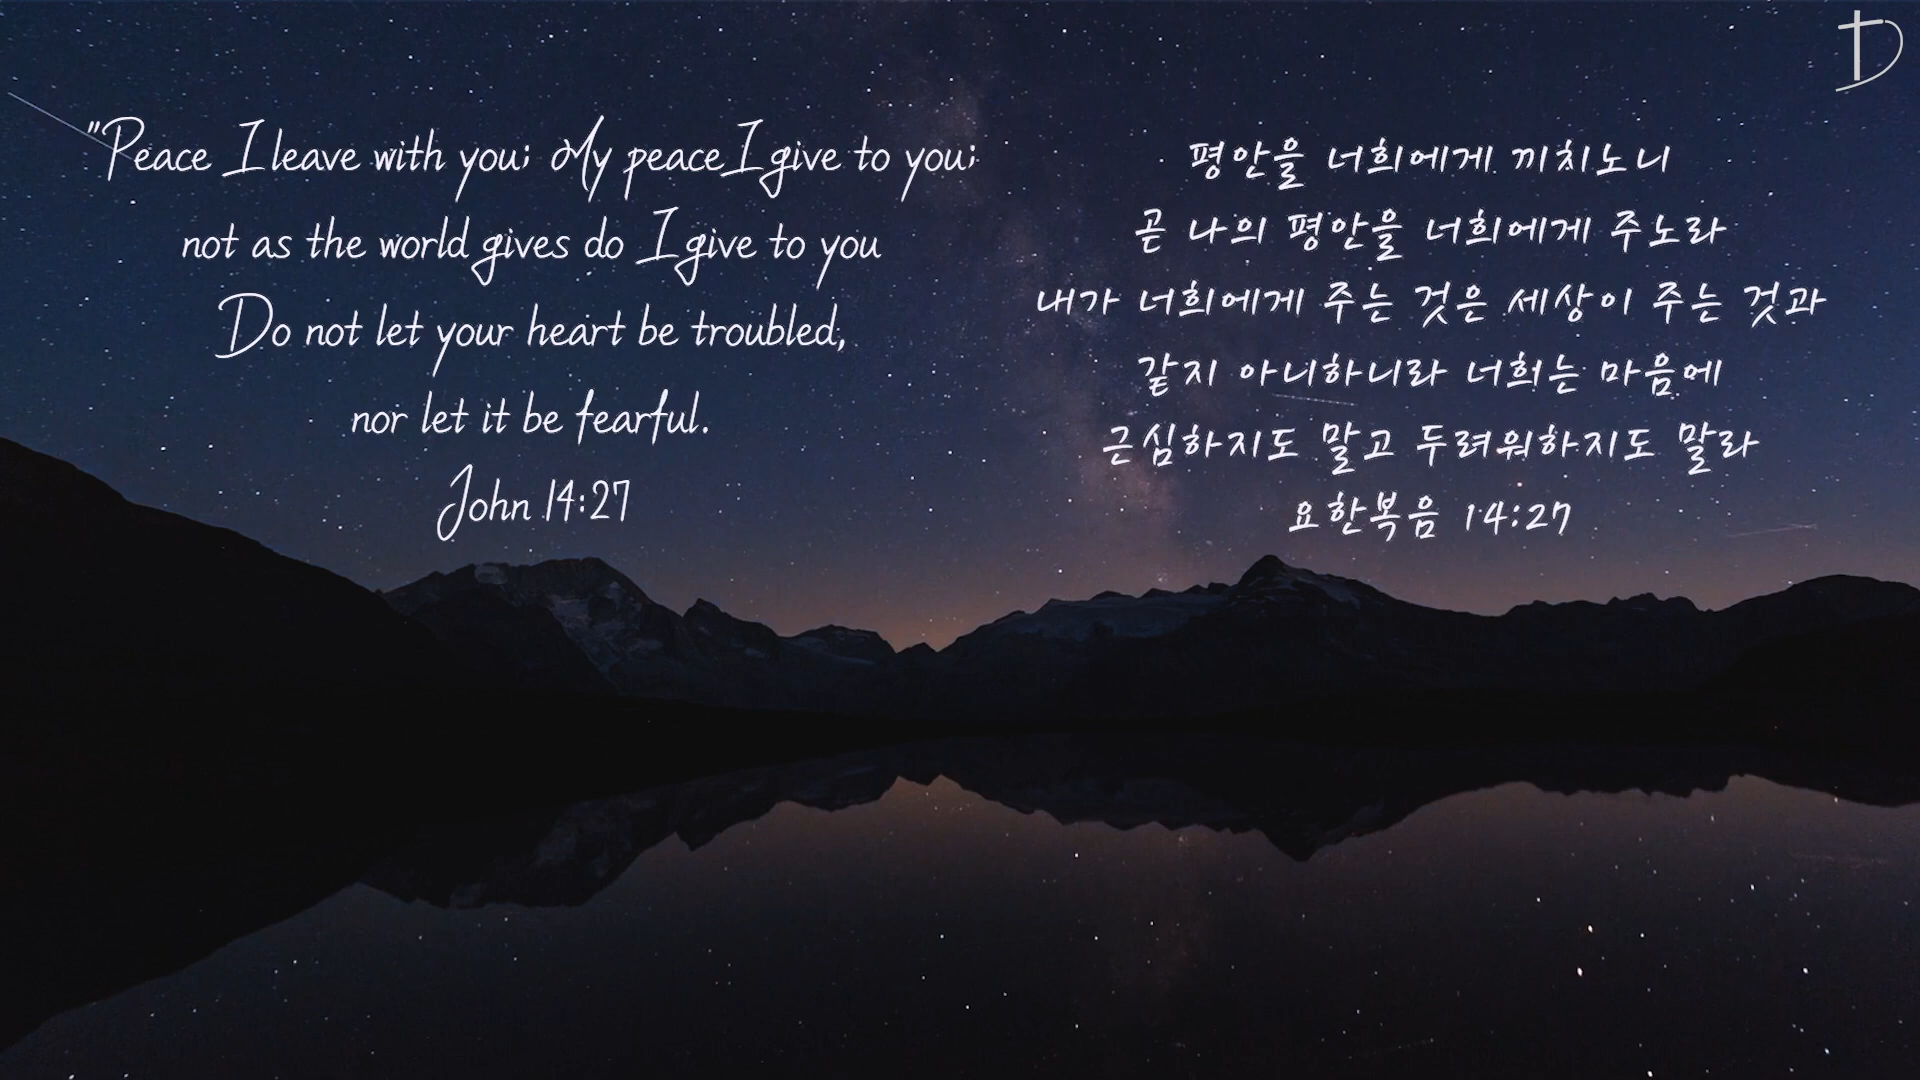 "Peace I leave with you; My peace I give to you;
not as the world gives do I give to you
Do not let your heart be troubled,
nor let it be fearful.
John 14:27
평안을 너희에게 끼치노니
곧 나의 평안을 너희에게 주노라
내가 너희에게 주는 것은 세상이 주는 것과
같지 아니하니라 너희는 마음에
근심하지도 말고 두려워하지도 말라
요한복음 14:27